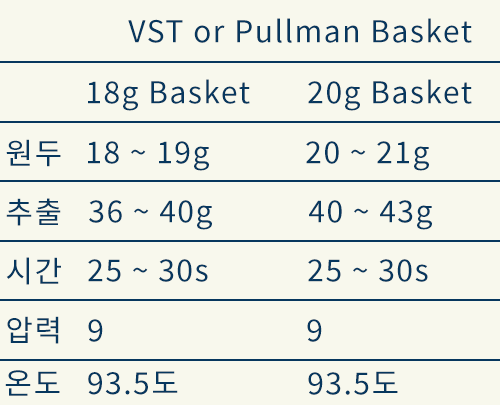 VST or Pullman Basket
18g Basket 20g Basket
원두 18 ~ 19g 20 ~ 21g
추출 36 ~ 40g 40 ~ 43g
시간 25 ~ 30s 25 ~ 30s
압력 9 9
온도 93.5도 93.5도